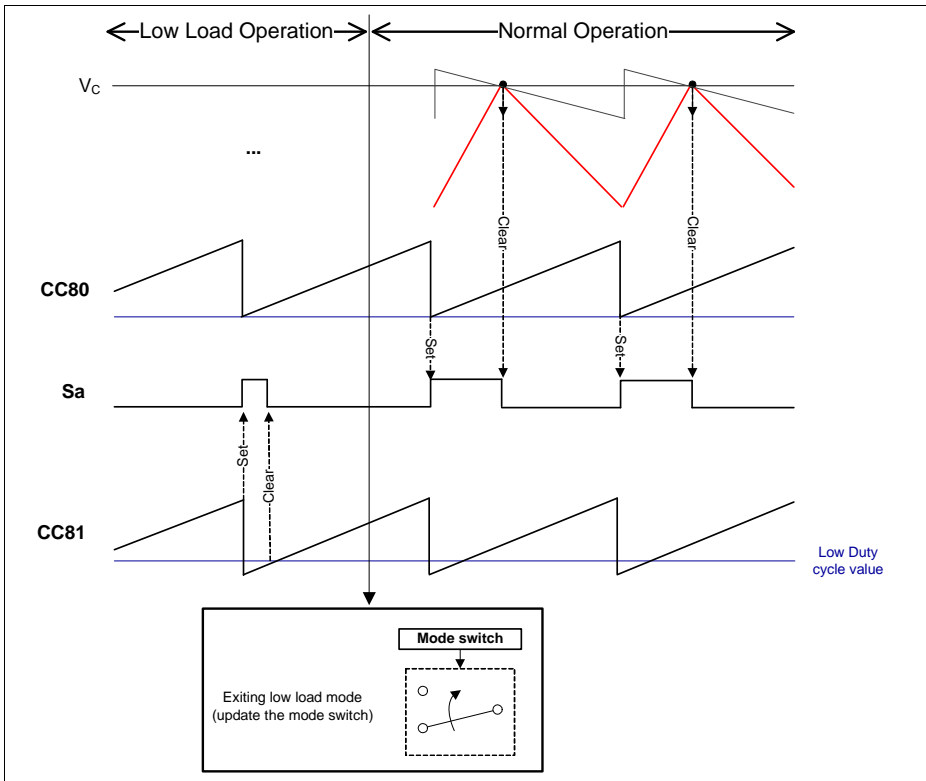 Low Load Operation
Normal Operation
VC
...
Clear
Clear
CC80
Set
Set
Sa
Set
Clear
CC81
Low Duty
cycle value
Mode switch
Exiting low load mode
(update the mode switch)